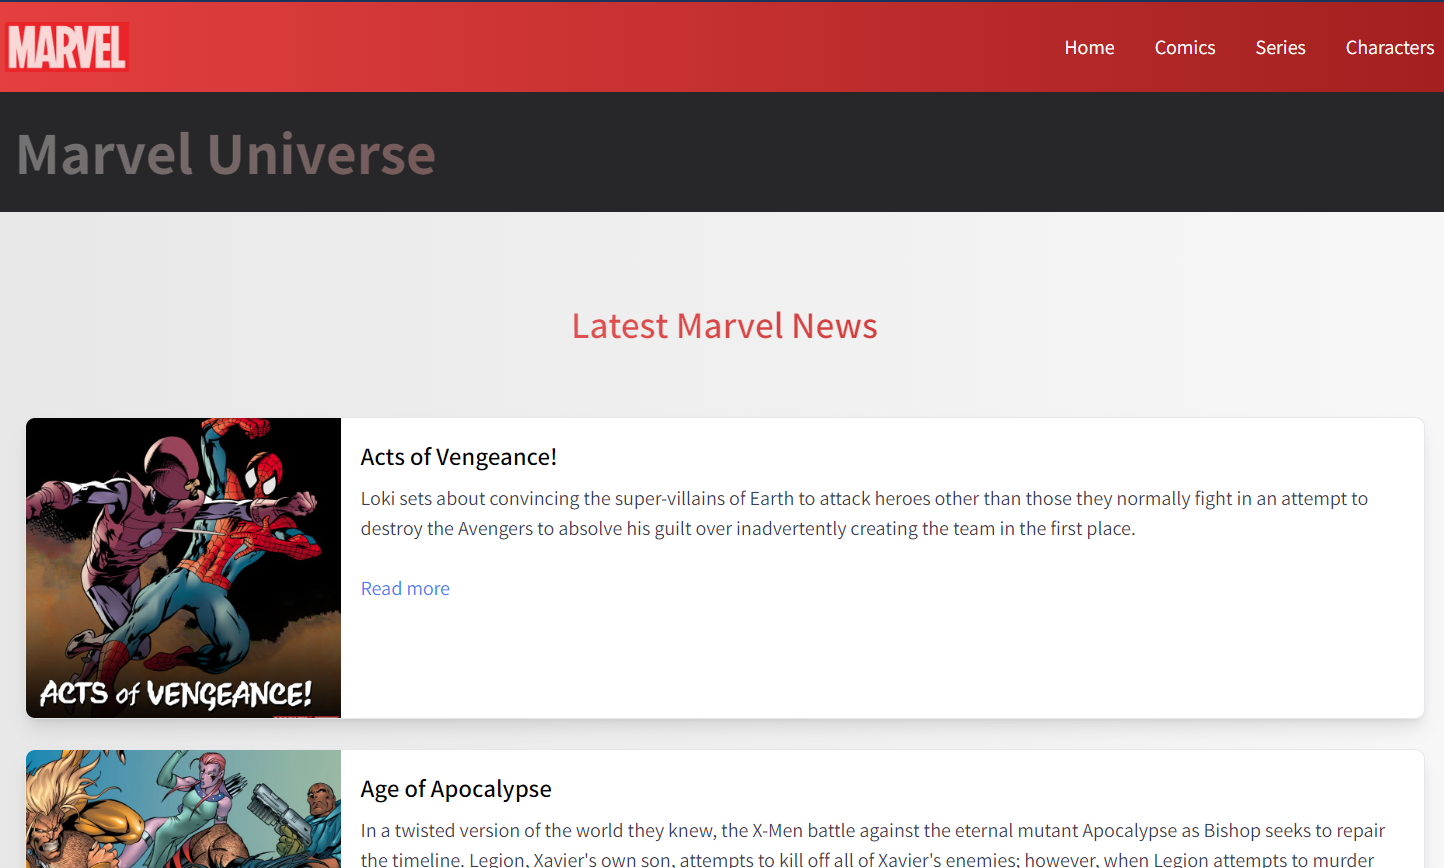 MARVEL
Home
Comics
Series
Characters
Marvel Universe
Latest Marvel News
ACTS of VENGEANCE!
Acts of Vengeance!
Loki sets about convincing the super-villains of Earth to attack heroes other than those they normally fight in an attempt to
destroy the Avengers to absolve his guilt over inadvertently creating the team in the first place.
Read more
Age of Apocalypse
In a twisted version of the world they knew, the X-Men battle against the eternal mutant Apocalypse as Bishop seeks to repair
the timeline. Legion, Xavier's own son, attempts to kill off all of Xavier's enemies; however, when Legion attempts to murder